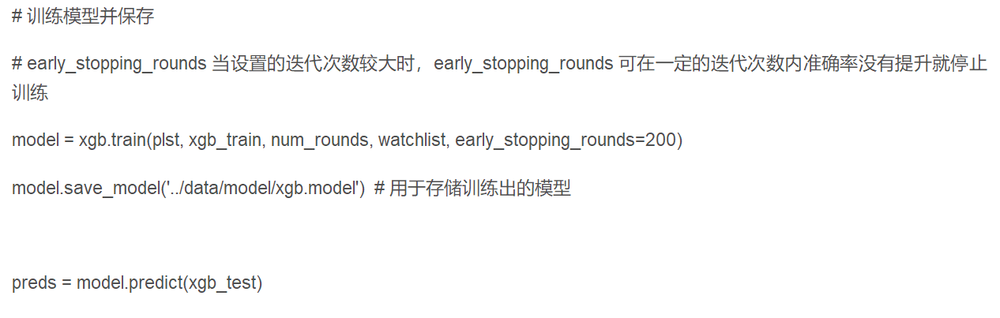 # 训练模型并保存
# early_stopping_rounds 当设置的迭代次数较大时，early_stopping_rounds 可在一定的迭代次数内准确率没有提升就停止
训练
model = xgb.train(plst, xgb_train, num_rounds, watchlist, early_stopping_rounds=200)
model.save_model('../data/model/xgb.model')  # 用于存储训练出的模型
preds = model.predict(xgb_test)